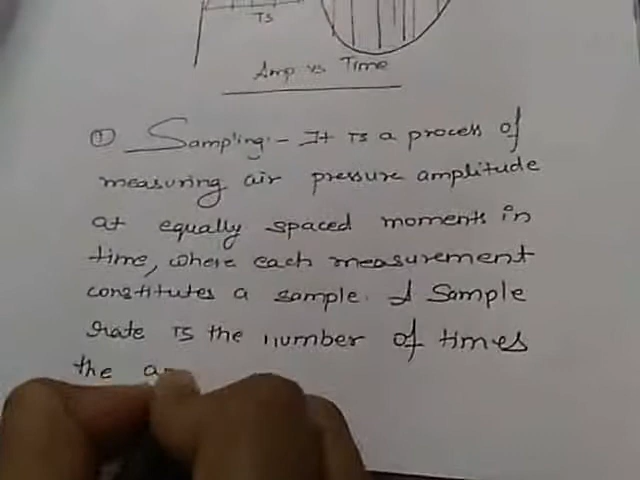 Ts
Amp vs Time
① Sampling:- It is a process of
measuring air pressure amplitude
at equally spaced moments in
time, where each measurement
constitutes a sample. & Sample
rate is the number of times
the